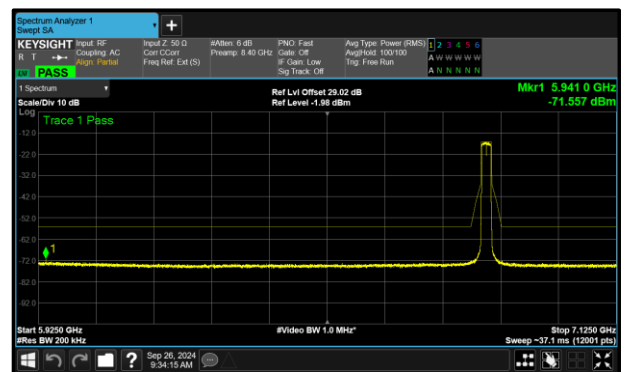 Spectrum Analyzer 1
Swept SA
+
KEYSIGHT
R T
LW PASS
Input: RF
Coupling: AC
Align: Partial
Input Z: 50 Ω
Corr CCorr
Freq Ref: Ext (S)
#Atten: 6 dB
Preamp: 8.40 GHz
PNO: Fast
Gate: Off
IF Gain: Low
Sig Track: Off
Avg Type: Power (RMS)
Avg|Hold: 100/100
Trig: Free Run
1 2 3 4 5 6
A W W W W W
A N N N N N
1 Spectrum
Scale/Div 10 dB
Ref Lvl Offset 29.02 dB
Ref Level -1.98 dBm
Mkr1 5.941 0 GHz
-71.557 dBm
Log
Trace 1 Pass
-12.0
-22.0
-32.0
-42.0
-52.0
-62.0
1
-72.0
-82.0
-92.0
Start 5.9250 GHz
#Video BW 1.0 MHz*
Stop 7.1250 GHz
#Res BW 200 kHz
Sweep ~37.1 ms (12001 pts)
?
Sep 26, 2024
9:34:15 AM